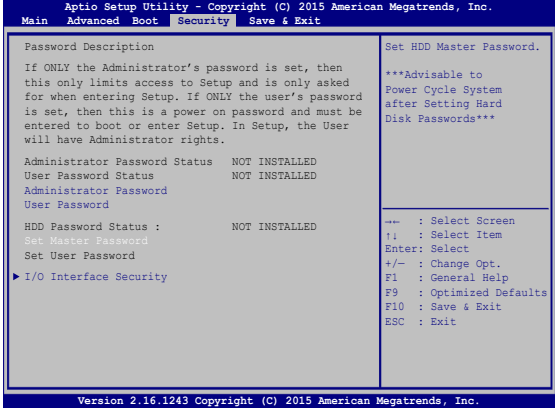 Aptio Setup Utility - Copyright (C) 2015 American Megatrends, Inc.
Main Advanced Boot Security Save & Exit
Password Description
If ONLY the Administrator's password is set, then
this only limits access to Setup and is only asked
for when entering Setup. If ONLY the user's password
is set, then this is a power on password and must be
entered to boot or enter Setup. In Setup, the User
will have Administrator rights.
Administrator Password Status NOT INSTALLED
User Password Status NOT INSTALLED
Administrator Password
User Password
HDD Password Status : NOT INSTALLED
Set Master Password
Set User Password
▶ I/O Interface Security
Set HDD Master Password.
***Advisable to
Power Cycle System
after Setting Hard
Disk Passwords***
→← : Select Screen
↑↓ : Select Item
Enter: Select
+/— : Change Opt.
F1 : General Help
F9 : Optimized Defaults
F10 : Save & Exit
ESC : Exit
Version 2.16.1243 Copyright (C) 2015 American Megatrends, Inc.